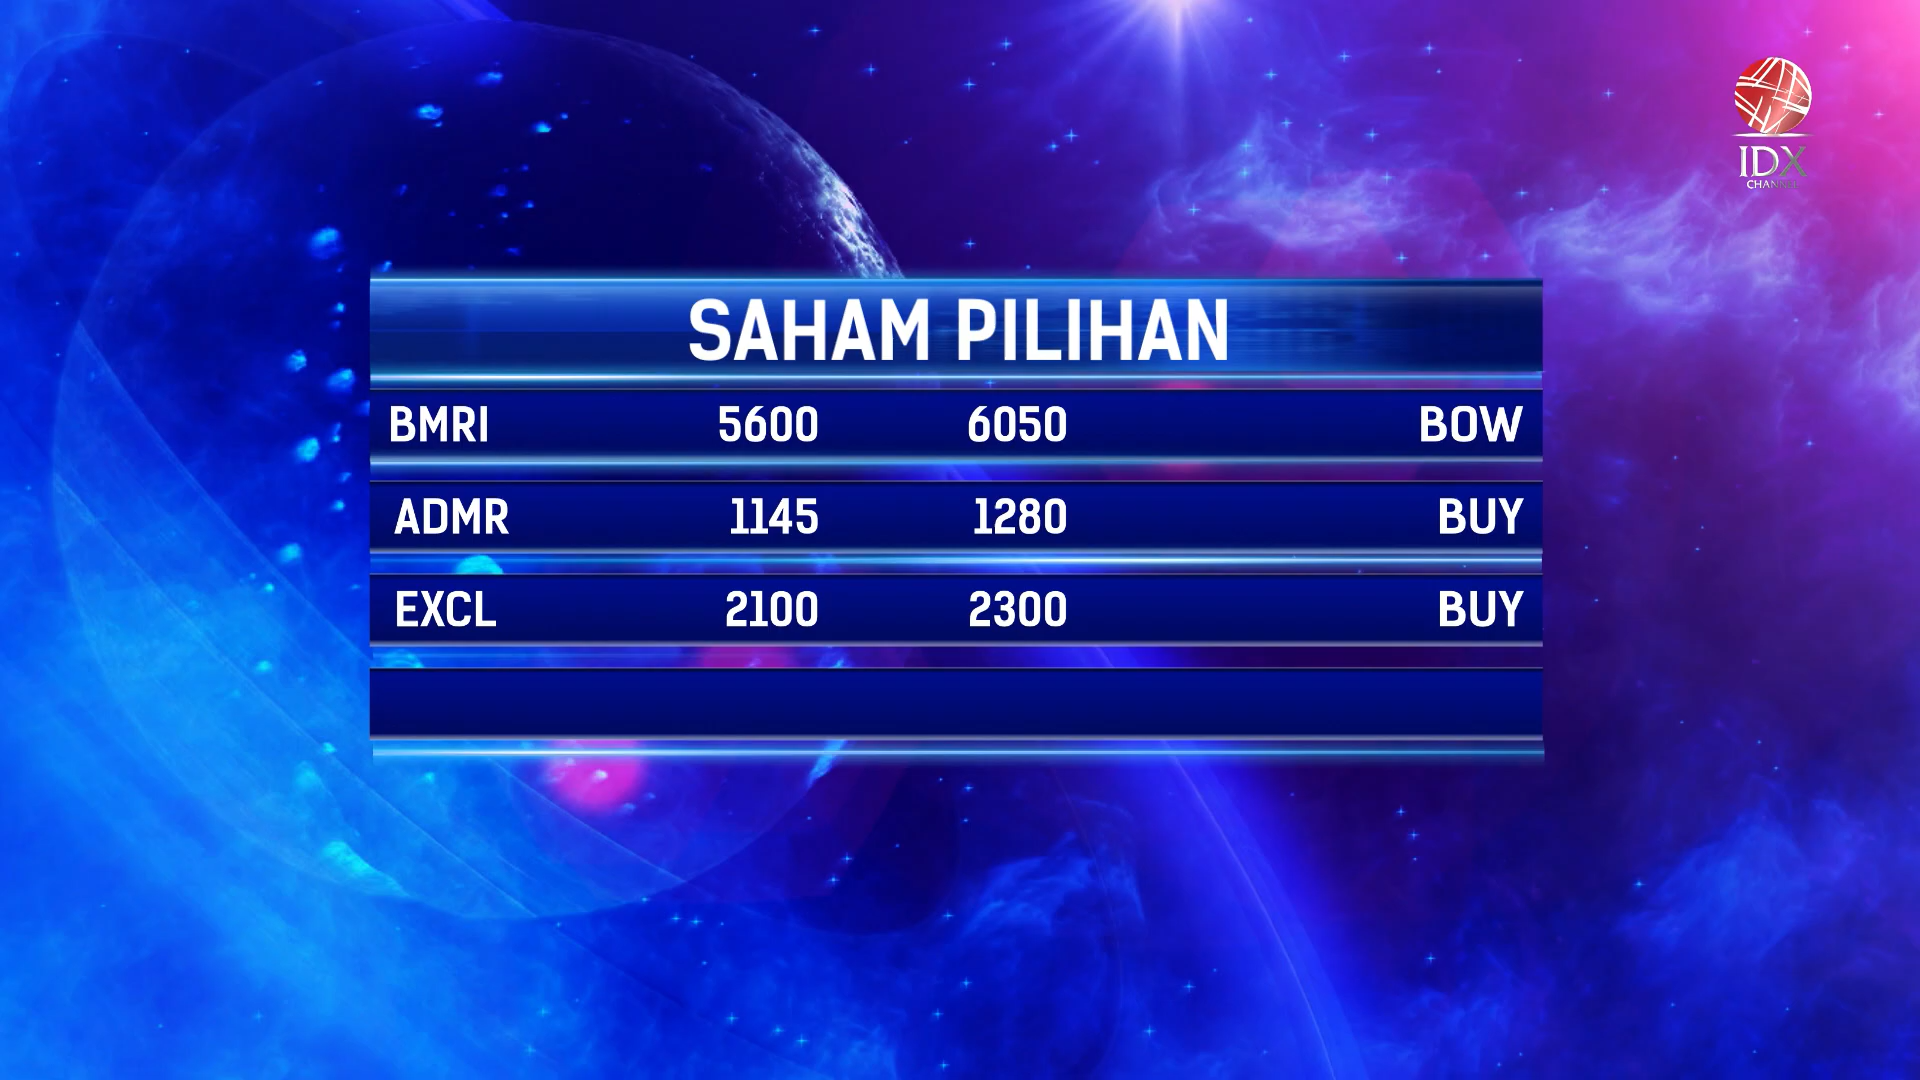 IDX
CHANNEL
SAHAM PILIHAN
BMRI 5600 6050 BOW
ADMR 1145 1280 BUY
EXCL 2100 2300 BUY